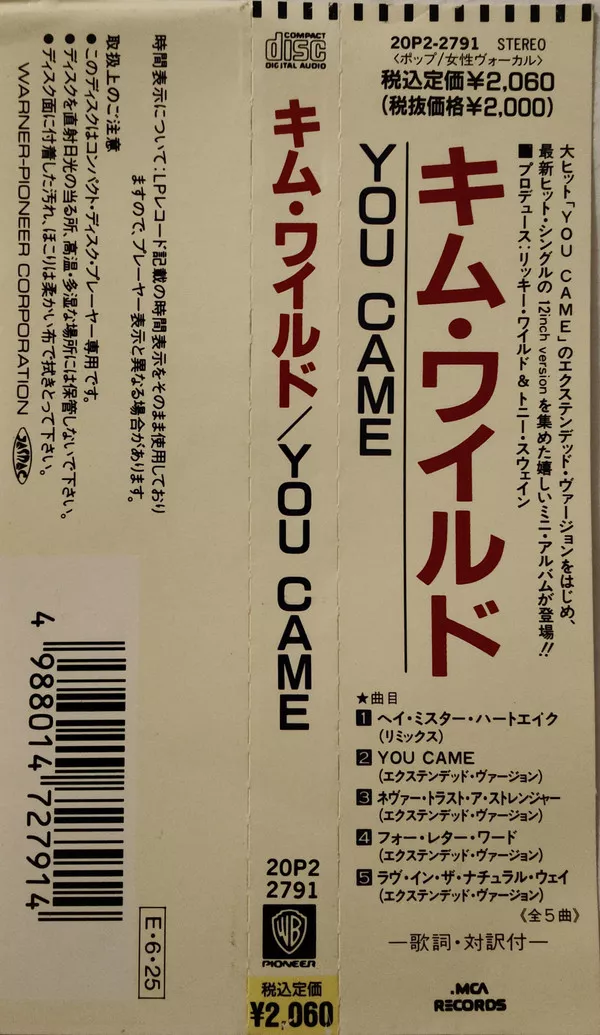 20P2-2791 STEREO
〈ポップ/女性ヴォーカル〉
税込定価¥2,060
(税抜価格¥2,000)
大ヒット「YOU CAME」のエクステンデッド・ヴァージョンをはじめ、
最新ヒット・シングルの12inch versionを集めた嬉しいミニ・アルバムが登場!!
■プロデュース:リッキー・ワイルド & トニー・スウェイン
キム・ワイルド
YOU CAME
★曲目
1 ヘイ・ミスター・ハートエイク
(リミックス)
2 YOU CAME
(エクステンデッド・ヴァージョン)
3 ネヴァー・トラスト・ア・ストレンジャー
(エクステンデッド・ヴァージョン)
4 フォー・レター・ワード
(エクステンデッド・ヴァージョン)
5 ラヴ・イン・ザ・ナチュラル・ウェイ
(エクステンデッド・ヴァージョン)
《全5曲》
—歌詞・対訳付—
.MCA
RECORDS
COMPACT
disc
DIGITAL AUDIO
キム・ワイルド/YOU CAME
20P2
2791
WB
PIONEER
税込定価
¥2,060
時間表示について:LPレコード記載の時間表示をそのまま使用しており
ますので、プレーヤー表示と異なる場合があります。
取扱上のご注意
●このディスクはコンパクト・ディスク・プレーヤー専用です。
●ディスクを直射日光の当る所、高温・多湿な場所には保管しないで下さい。
●ディスク面に付着した汚れ、ほこりは柔かい布で拭きとって下さい。
WARNER-PIONEER CORPORATION JASRAC
4 988014 727914
E・6・25